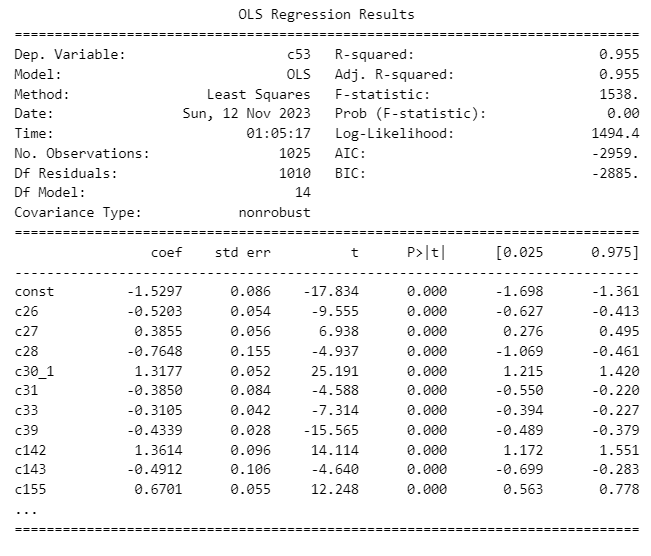 OLS Regression Results
==============================================================================
Dep. Variable: c53 R-squared: 0.955
Model: OLS Adj. R-squared: 0.955
Method: Least Squares F-statistic: 1538.
Date: Sun, 12 Nov 2023 Prob (F-statistic): 0.00
Time: 01:05:17 Log-Likelihood: 1494.4
No. Observations: 1025 AIC: -2959.
Df Residuals: 1010 BIC: -2885.
Df Model: 14
Covariance Type: nonrobust
==============================================================================
coef std err t P>|t| [0.025 0.975]
------------------------------------------------------------------------------
const -1.5297 0.086 -17.834 0.000 -1.698 -1.361
c26 -0.5203 0.054 -9.555 0.000 -0.627 -0.413
c27 0.3855 0.056 6.938 0.000 0.276 0.495
c28 -0.7648 0.155 -4.937 0.000 -1.069 -0.461
c30_1 1.3177 0.052 25.191 0.000 1.215 1.420
c31 -0.3850 0.084 -4.588 0.000 -0.550 -0.220
c33 -0.3105 0.042 -7.314 0.000 -0.394 -0.227
c39 -0.4339 0.028 -15.565 0.000 -0.489 -0.379
c142 1.3614 0.096 14.114 0.000 1.172 1.551
c143 -0.4912 0.106 -4.640 0.000 -0.699 -0.283
c155 0.6701 0.055 12.248 0.000 0.563 0.778
...
==============================================================================